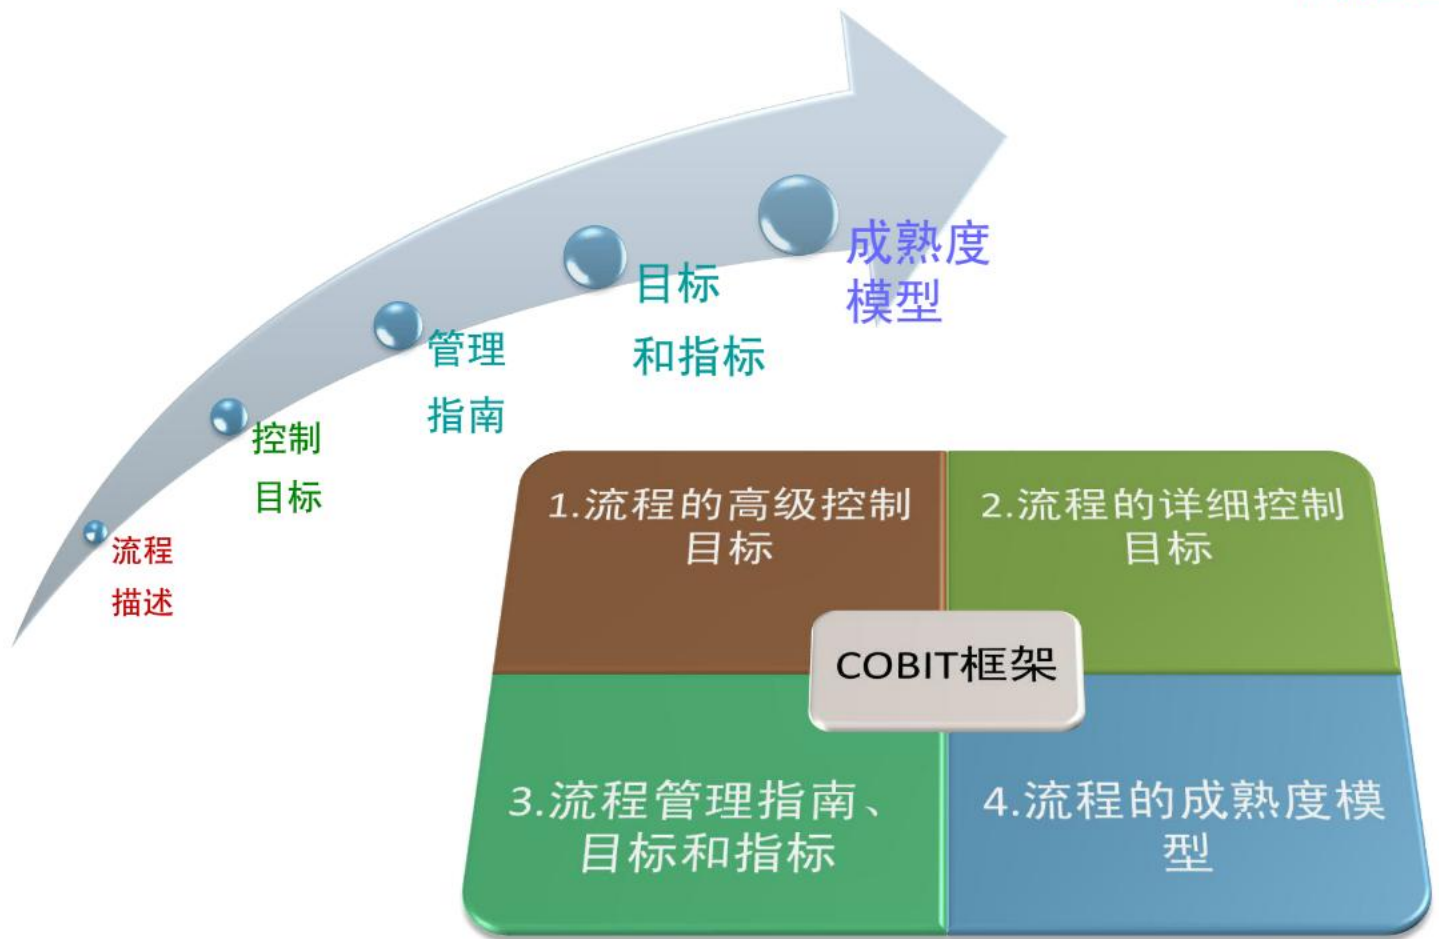 成熟度
模型
目标
和指标
管理
指南
控制
目标
流程
描述
1.流程的高级控制
目标
2.流程的详细控制
目标
COBIT框架
3.流程管理指南、
目标和指标
4.流程的成熟度模
型